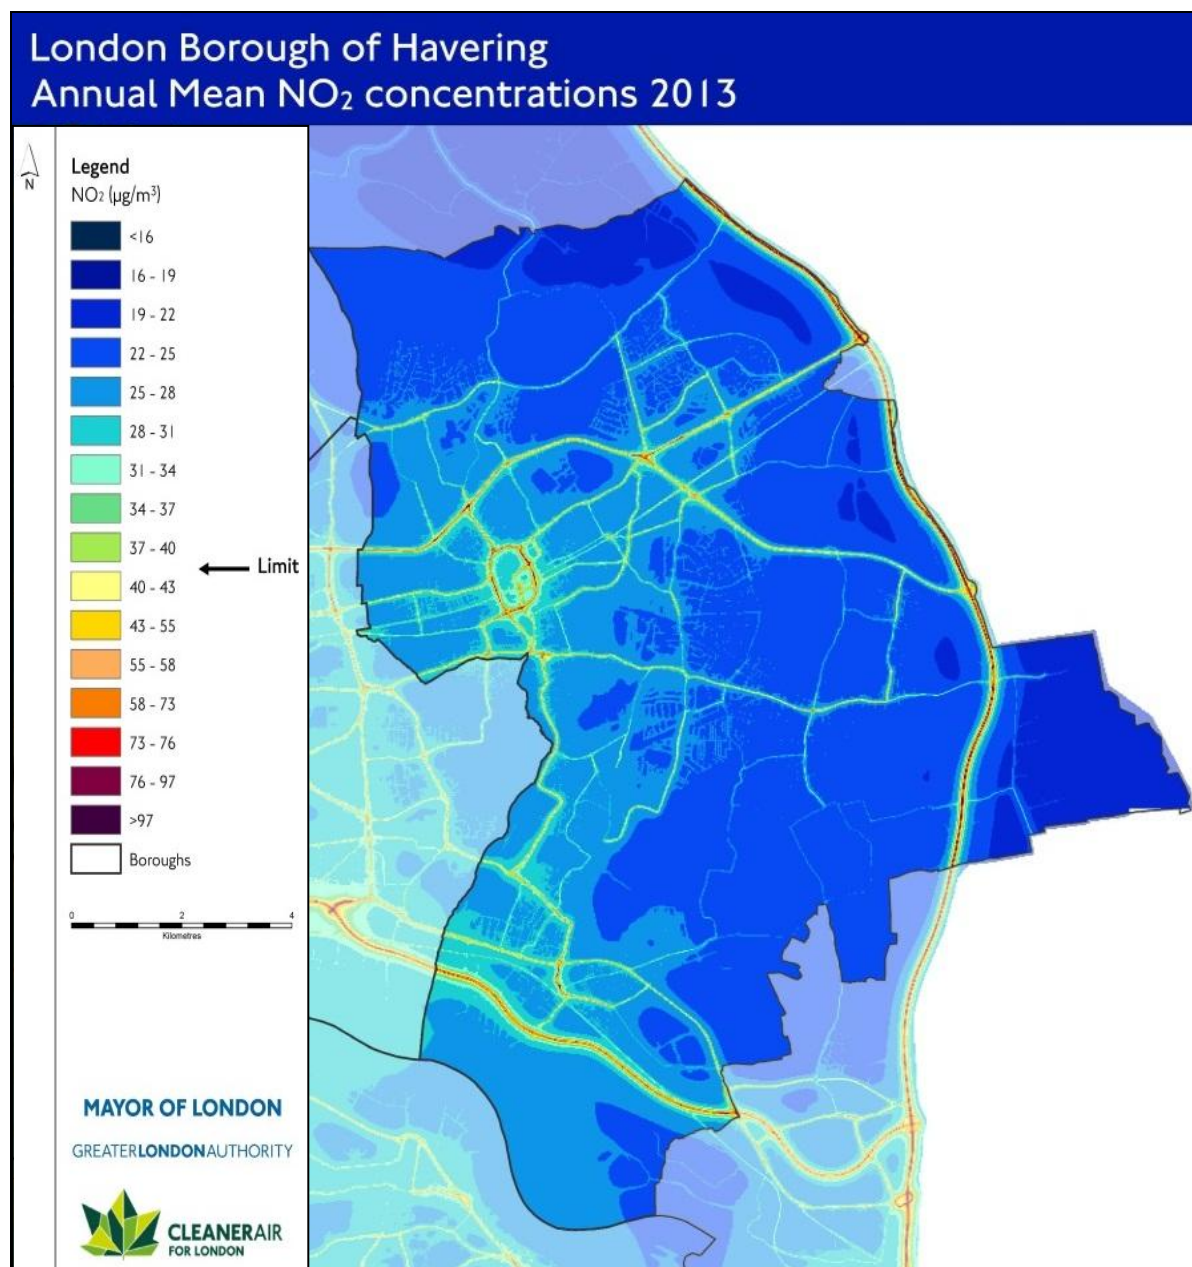 London Borough of Havering
Annual Mean NO₂ concentrations 2013
N
Legend
NO₂ (µg/m³)
<16
16 - 19
19 - 22
22 - 25
25 - 28
28 - 31
31 - 34
34 - 37
37 - 40
Limit
40 - 43
43 - 55
55 - 58
58 - 73
73 - 76
76 - 97
>97
Boroughs
0 2 4
Kilometres
MAYOR OF LONDON
GREATERLONDONAUTHORITY
CLEANERAIR
FOR LONDON